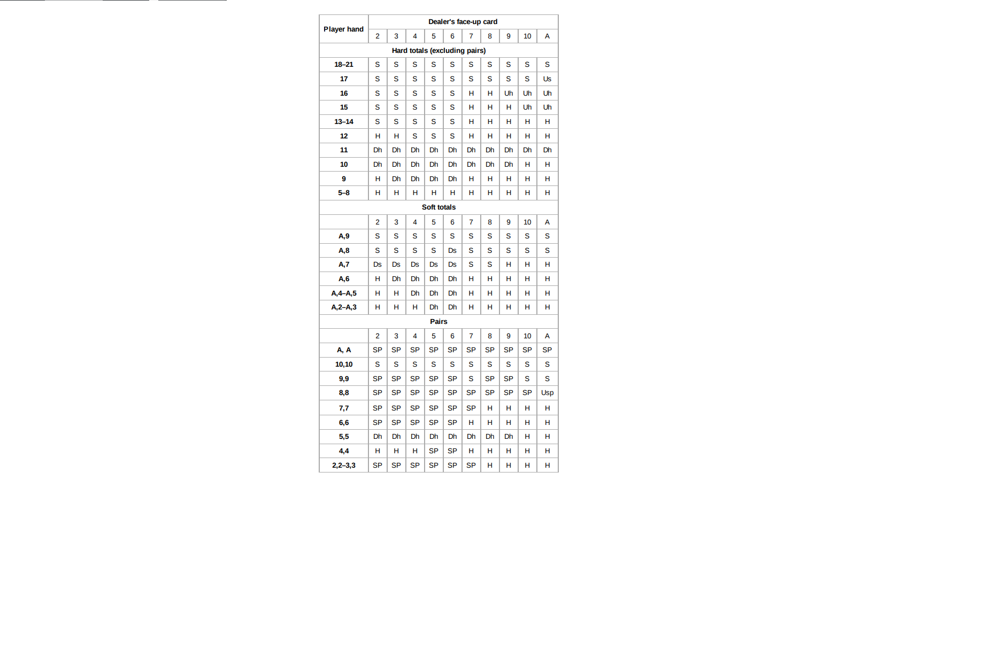 Player hand Dealer's face-up card
2 3 4 5 6 7 8 9 10 A
Hard totals (excluding pairs)
18–21 S S S S S S S S S S
17 S S S S S S S S S Us
16 S S S S S H H Uh Uh Uh
15 S S S S S H H H Uh Uh
13–14 S S S S S H H H H H
12 H H S S S H H H H H
11 Dh Dh Dh Dh Dh Dh Dh Dh Dh Dh
10 Dh Dh Dh Dh Dh Dh Dh Dh H H
9 H Dh Dh Dh Dh H H H H H
5–8 H H H H H H H H H H
Soft totals
2 3 4 5 6 7 8 9 10 A
A,9 S S S S S S S S S S
A,8 S S S S Ds S S S S S
A,7 Ds Ds Ds Ds Ds S S H H H
A,6 H Dh Dh Dh Dh H H H H H
A,4–A,5 H H Dh Dh Dh H H H H H
A,2–A,3 H H H Dh Dh H H H H H
Pairs
2 3 4 5 6 7 8 9 10 A
A, A SP SP SP SP SP SP SP SP SP SP
10,10 S S S S S S S S S S
9,9 SP SP SP SP SP S SP SP S S
8,8 SP SP SP SP SP SP SP SP SP Usp
7,7 SP SP SP SP SP SP H H H H
6,6 SP SP SP SP SP H H H H H
5,5 Dh Dh Dh Dh Dh Dh Dh Dh H H
4,4 H H H SP SP H H H H H
2,2–3,3 SP SP SP SP SP SP H H H H